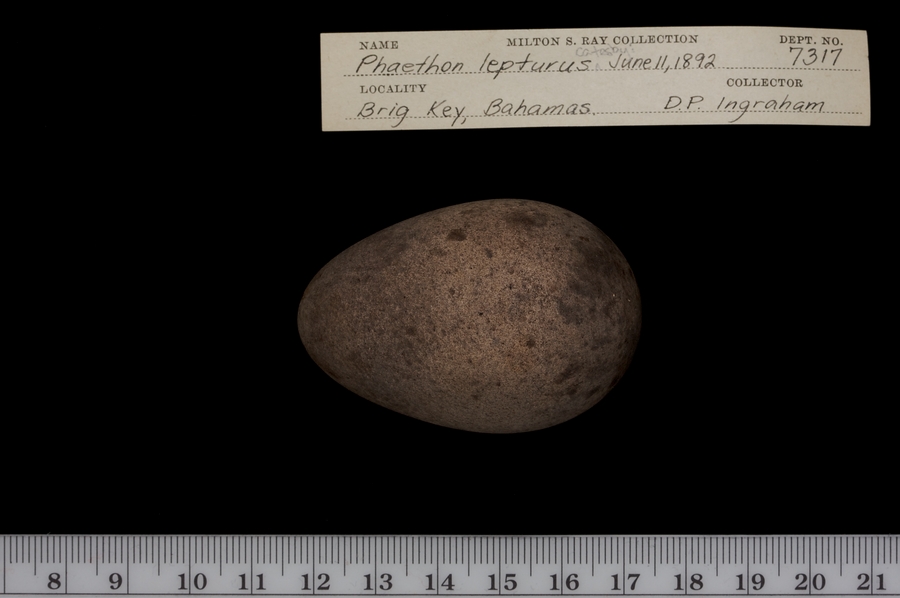 NAME MILTON S. RAY COLLECTION DEPT. NO.
catesbyi
Phaethon lepturus. June 11, 1892 7317
LOCALITY COLLECTOR
Brig Key, Bahamas. D.P. Ingraham
8 9 10 11 12 13 14 15 16 17 18 19 20 21